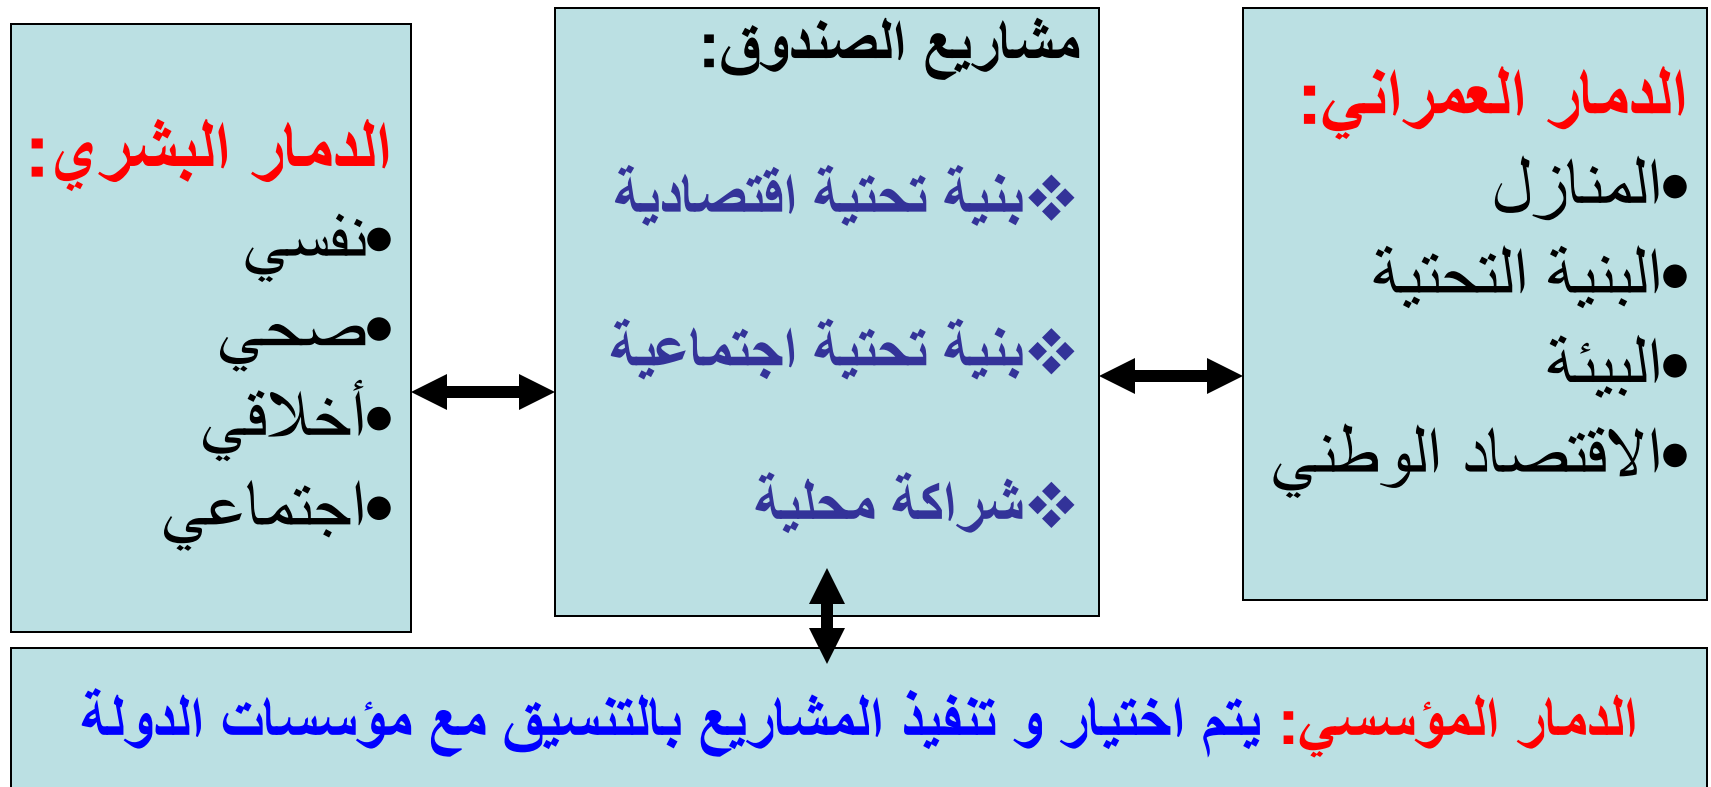 الدمار العمراني:
•المنازل
•البنية التحتية
•البيئة
•الاقتصاد الوطني
مشاريع الصندوق:
❖بنية تحتية اقتصادية
❖بنية تحتية اجتماعية
❖شراكة محلية
الدمار البشري:
•نفسي
•صحي
•أخلاقي
•اجتماعي
الدمار المؤسسي: يتم اختيار و تنفيذ المشاريع بالتنسيق مع مؤسسات الدولة